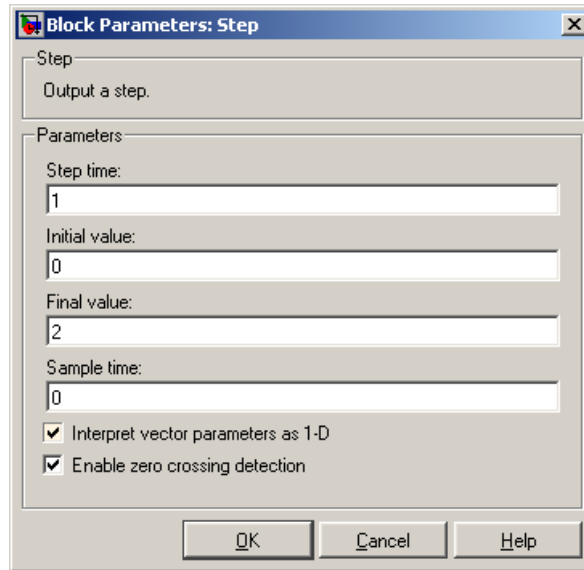 Block Parameters: Step
Step
Output a step.
Parameters
Step time:
1
Initial value:
0
Final value:
2
Sample time:
0
Interpret vector parameters as 1-D
Enable zero crossing detection
OK Cancel Help